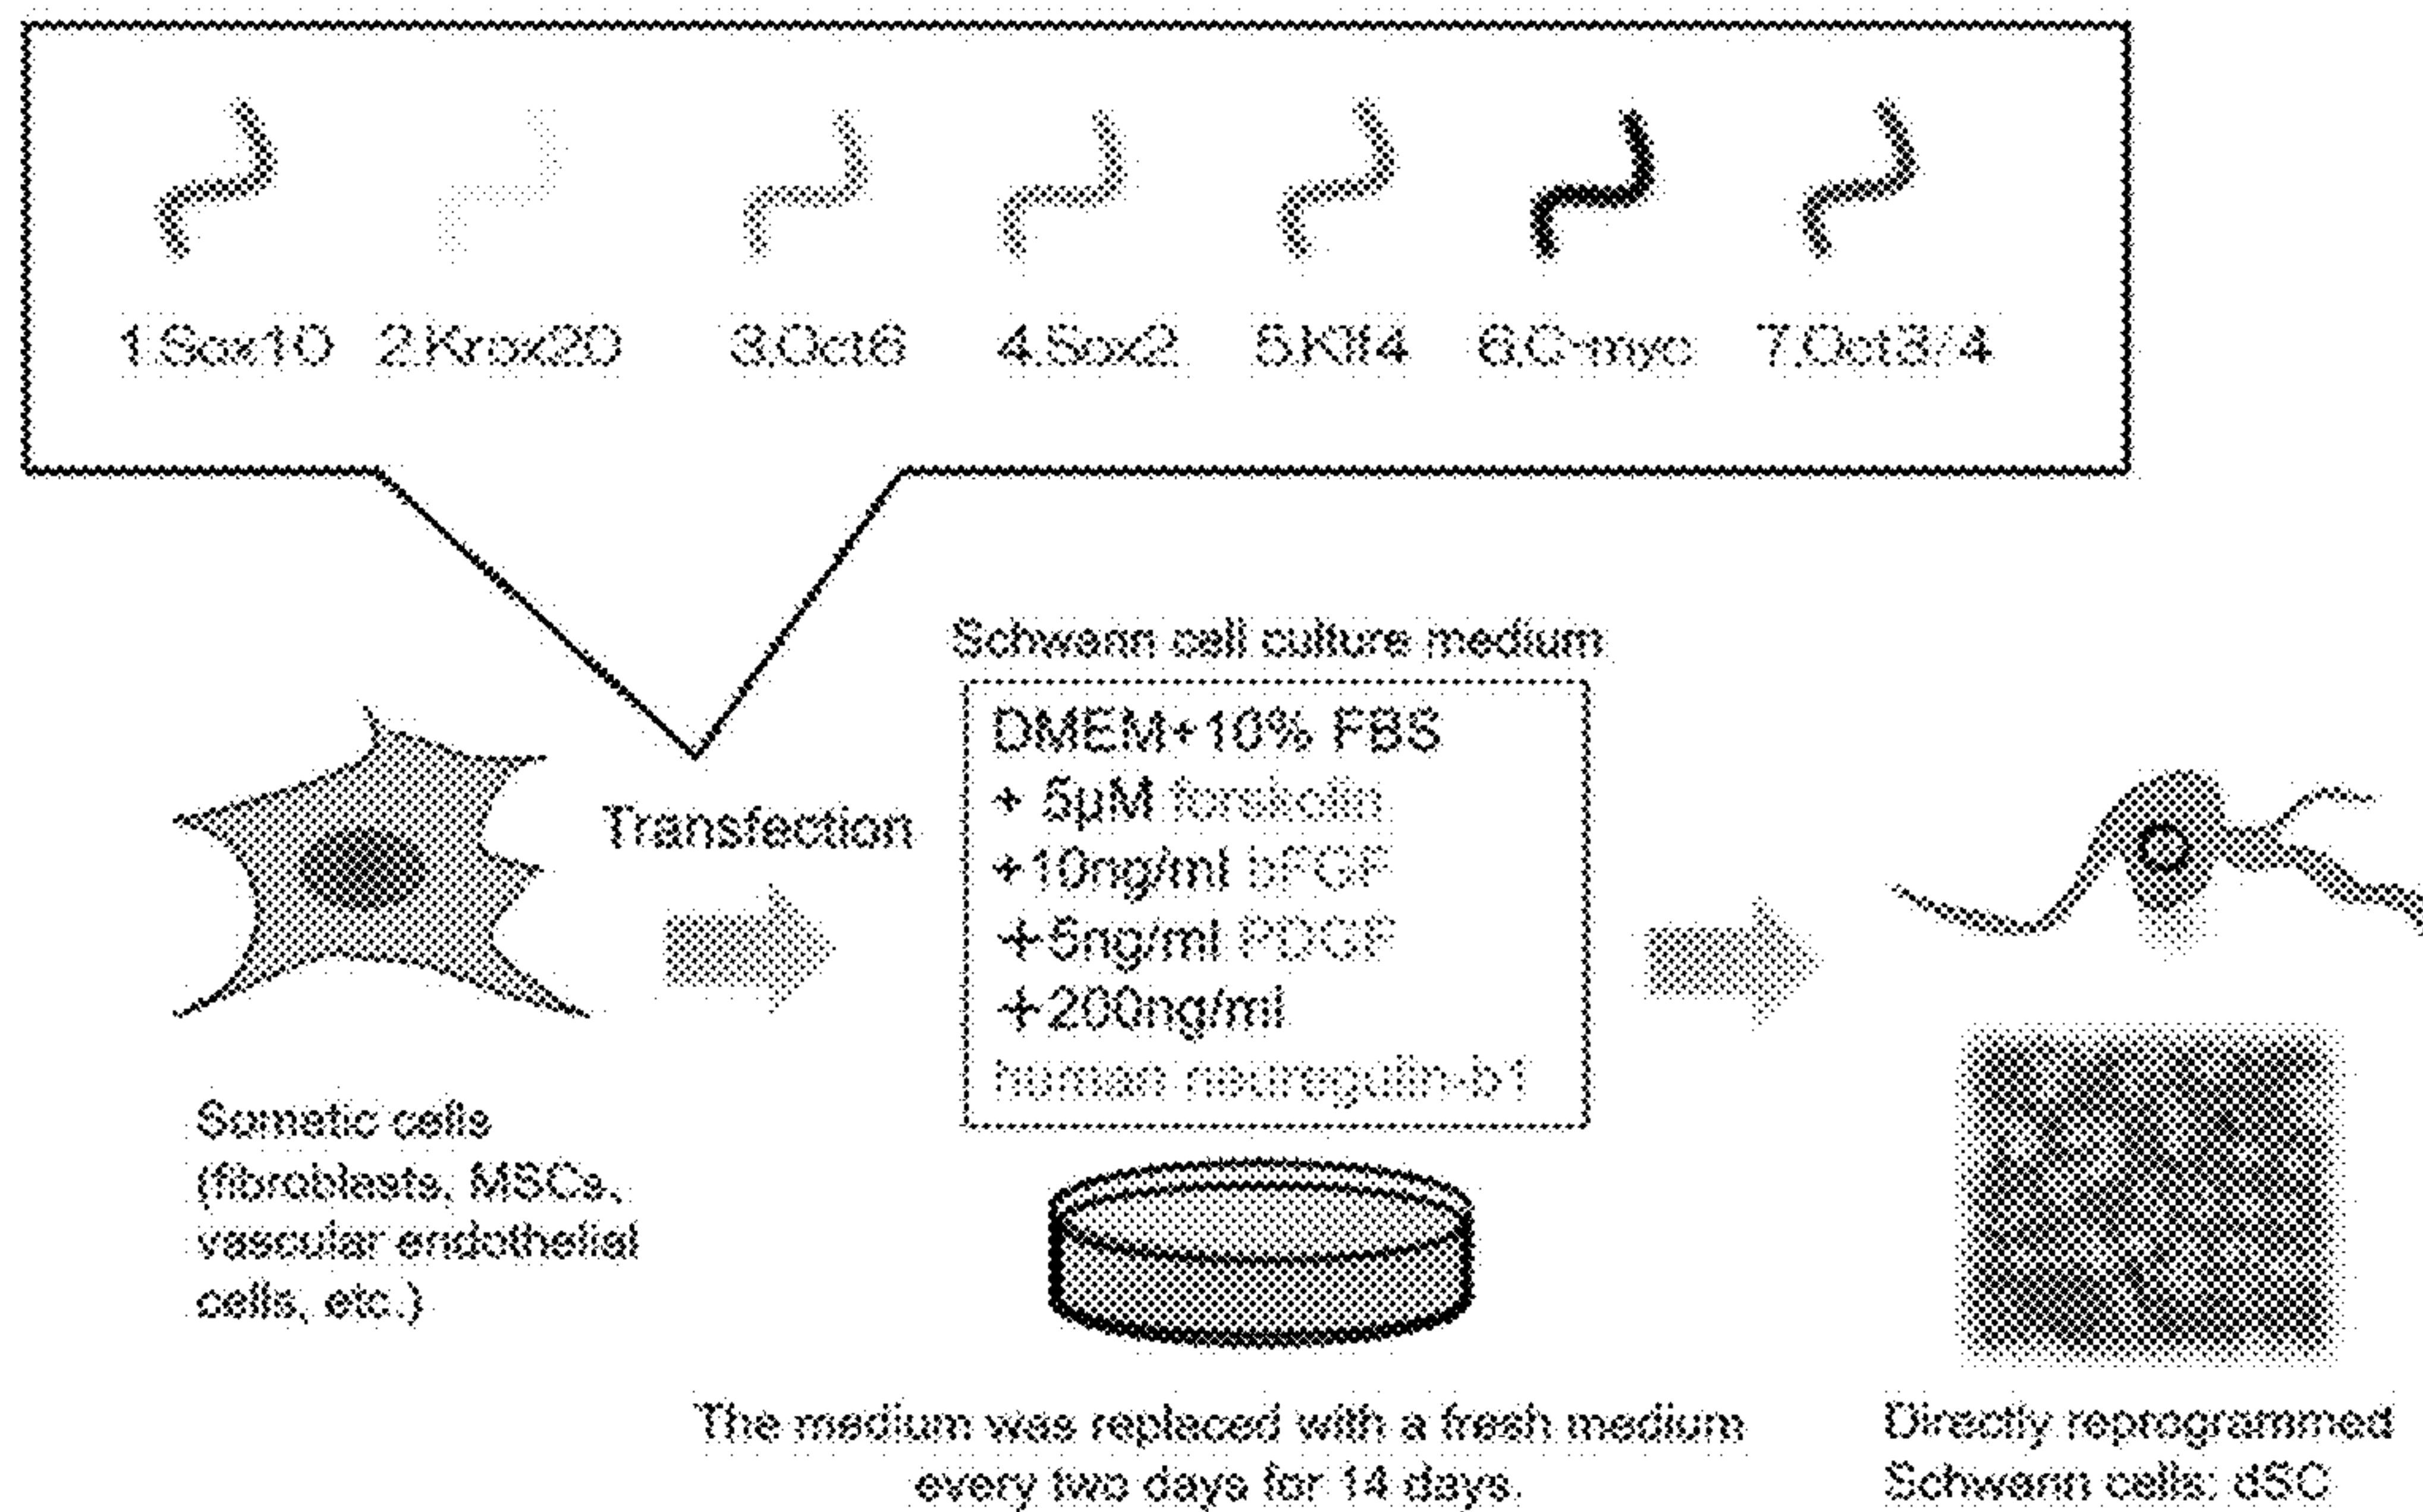 1.Sox10 2.Krox20 3.Oct6 4.Sox2 5.Klf4 6.C-myc 7.Oct3/4
Schwann cell culture medium
DMEM+10% FBS
+ 5μM forskolin
+10ng/ml bFGF
+5ng/ml PDGF
+200ng/ml
human neuregulin-b1
Transfection
Somatic cells
(fibroblasts, MSCs,
vascular endothelial
cells, etc.)
The medium was replaced with a fresh medium
every two days for 14 days.
Directly reprogrammed
Schwann cells: dSC